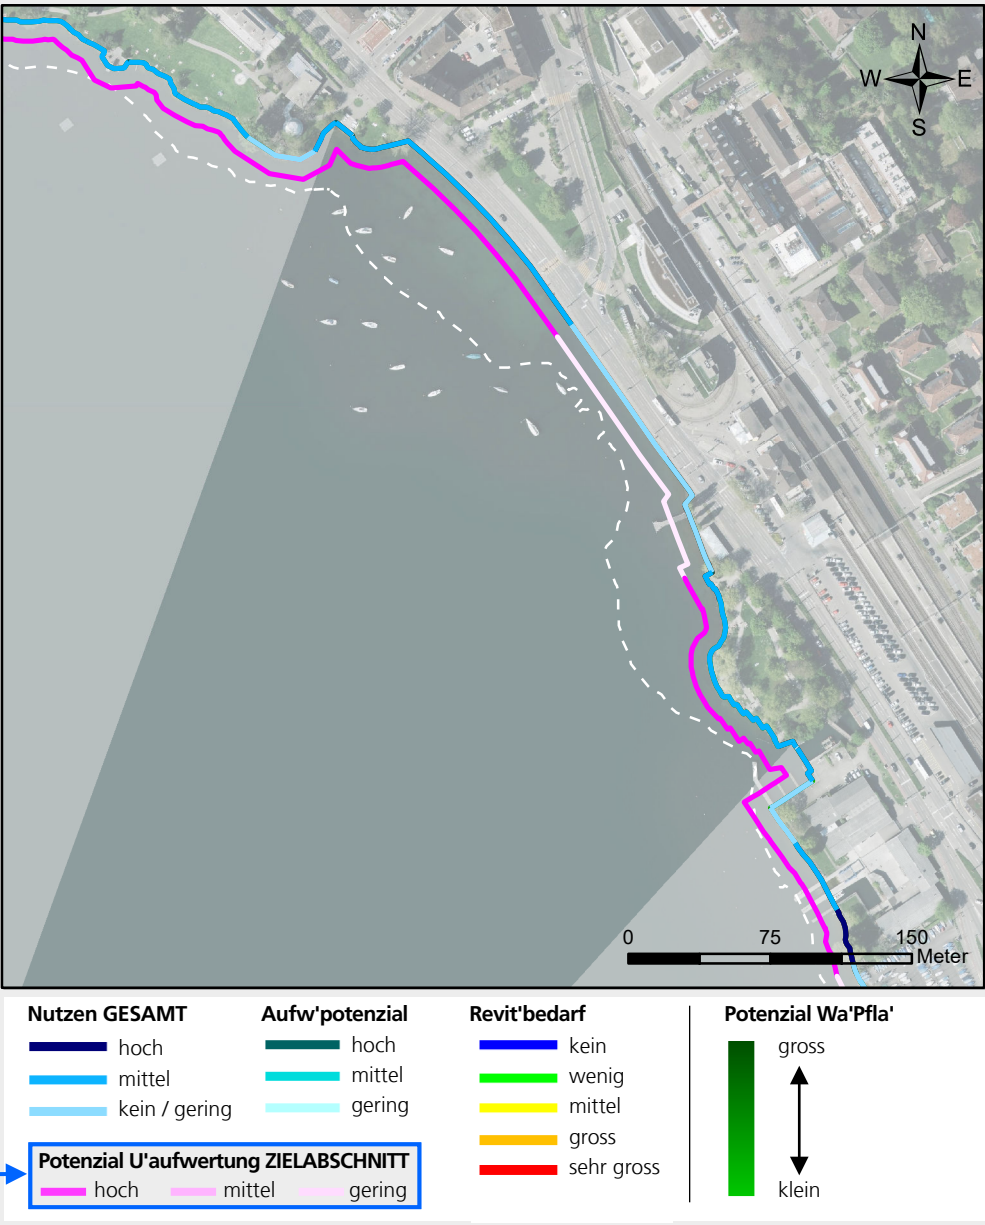 N
W E
S
0 75 150
Meter
Nutzen GESAMT
hoch
mittel
kein / gering
Aufw'potenzial
hoch
mittel
gering
Revit'bedarf
kein
wenig
mittel
gross
sehr gross
Potenzial Wa'Pfla'
gross
klein
Potenzial U'aufwertung ZIELABSCHNITT
hoch mittel gering